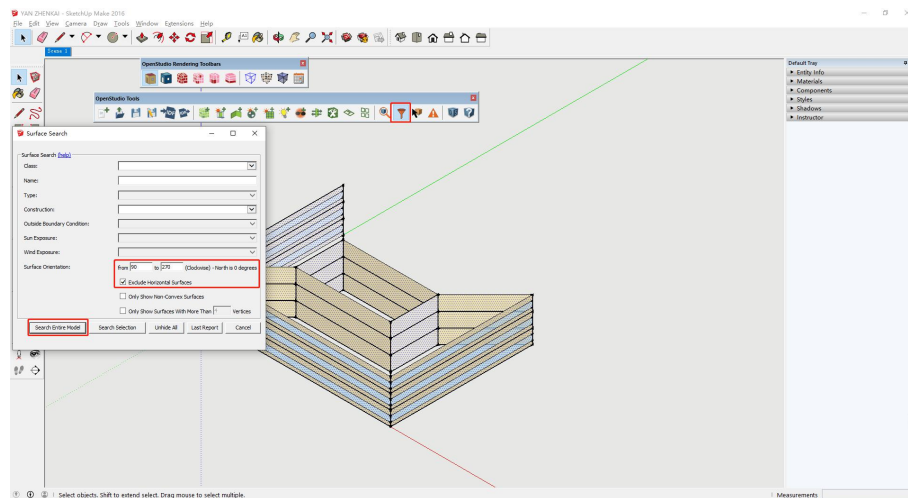 YAN ZHENKAI - SketchUp Make 2016
File Edit View Camera Draw Tools Window Extensions Help
Scene 1
OpenStudio Rendering Toolbars
OpenStudio Tools
Surface Search
Surface Search (help)
Class:
Name:
Type:
Construction:
Outside Boundary Condition:
Sun Exposure:
Wind Exposure:
Surface Orientation: from 90 to 270 (Clockwise) - North is 0 degrees
Exclude Horizontal Surfaces
Only Show Non-Convex Surfaces
Only Show Surfaces With More Than Vertices
Search Entire Model Search Selection Unhide All Last Report Cancel
Default Tray
Entity Info
Materials
Components
Styles
Shadows
Instructor
Select objects. Shift to extend select. Drag mouse to select multiple.
Measurements